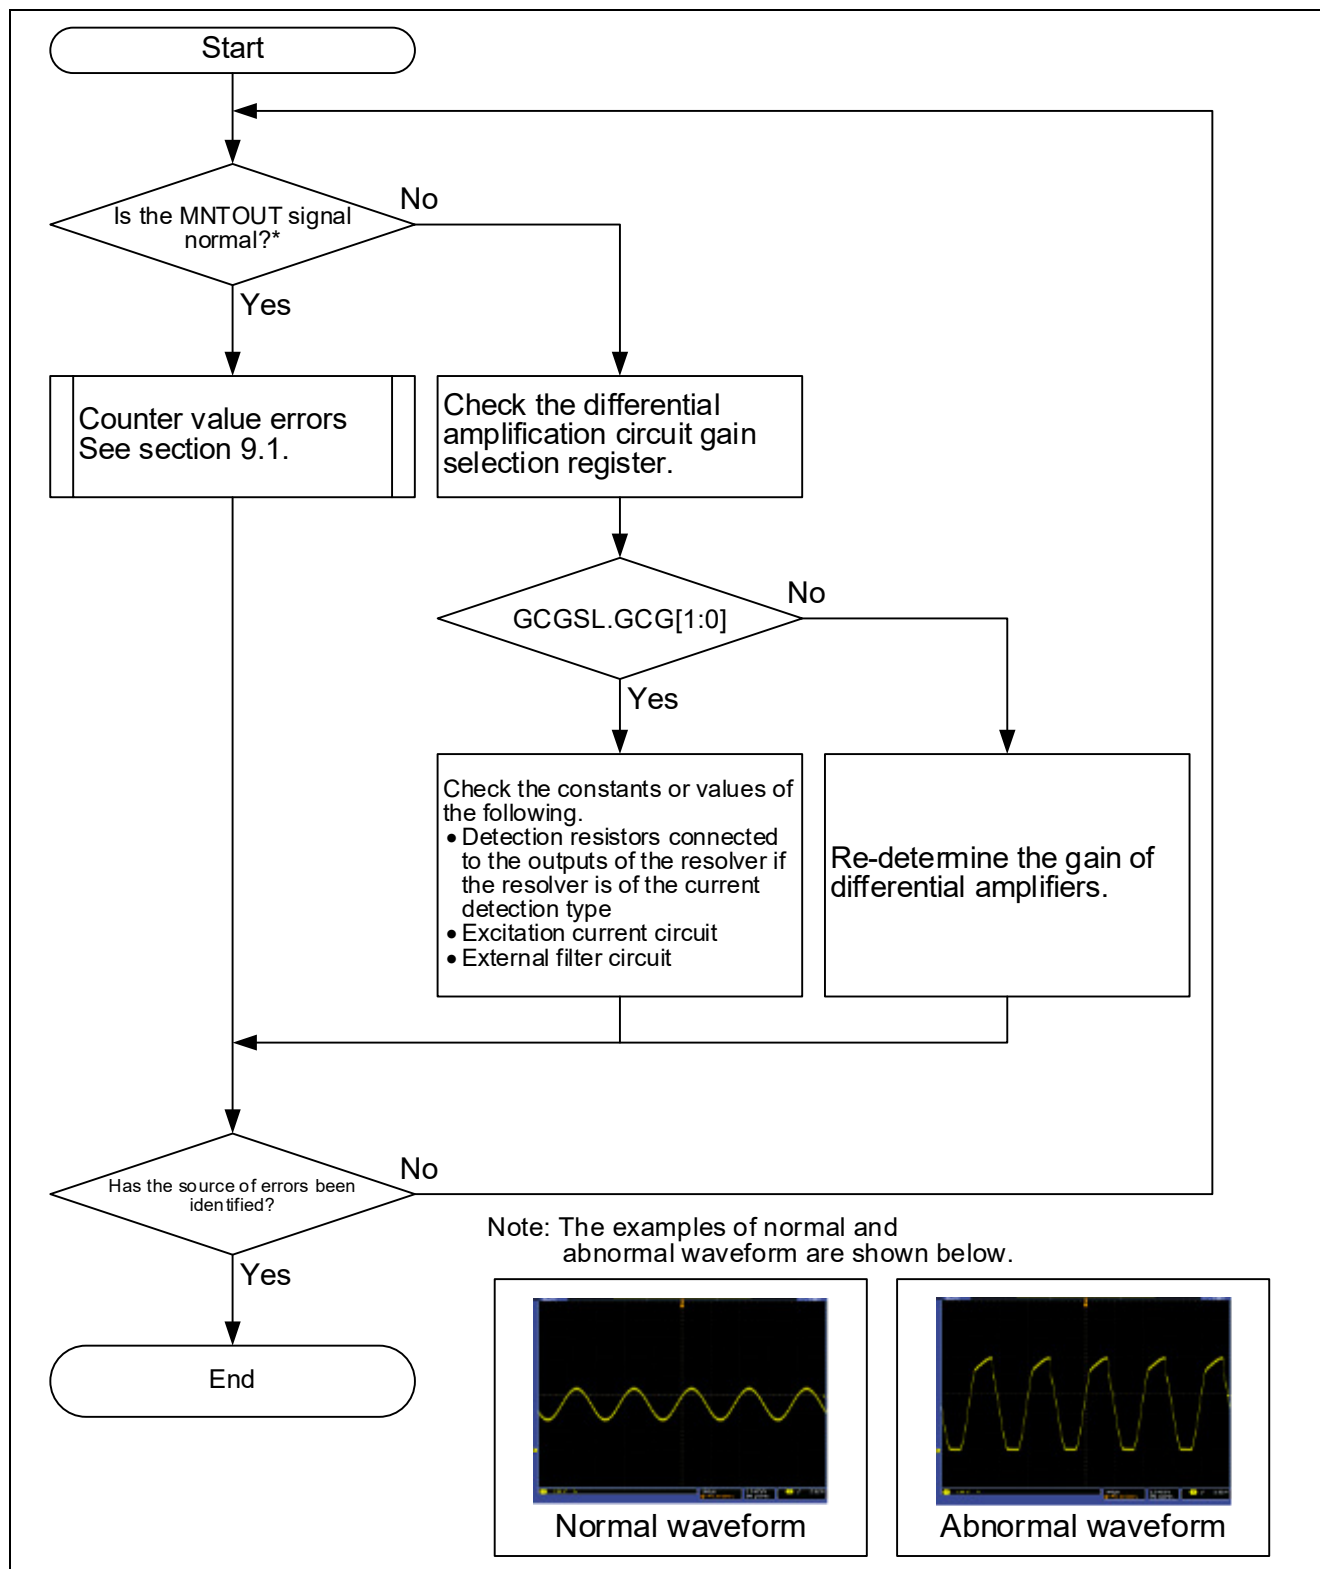 Start
Is the MNTOUT signal
normal?*
No
Yes
Counter value errors
See section 9.1.
Check the differential
amplification circuit gain
selection register.
GCGSL.GCG[1:0]
No
Yes
Check the constants or values of
the following.
• Detection resistors connected
to the outputs of the resolver if
the resolver is of the current
detection type
• Excitation current circuit
• External filter circuit
Re-determine the gain of
differential amplifiers.
Has the source of errors been
identified?
No
Yes
End
Note: The examples of normal and
abnormal waveform are shown below.
Normal waveform
Abnormal waveform